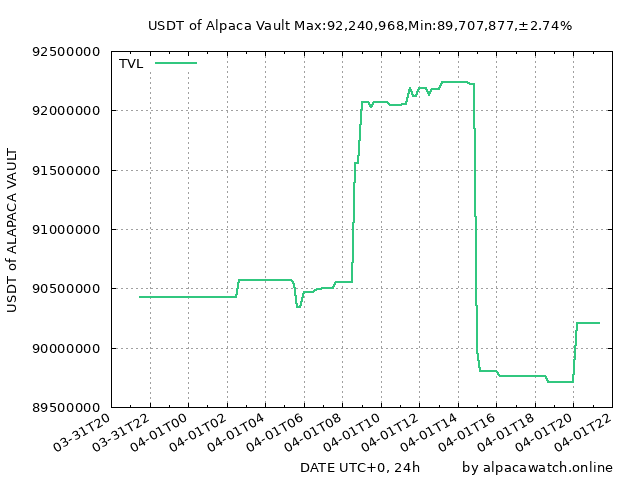 USDT of Alpaca Vault Max:92,240,968,Min:89,707,877,±2.74%
TVL
92500000
92000000
91500000
91000000
90500000
90000000
89500000
USDT of ALAPACA VAULT
03-31T20
03-31T22
04-01T00
04-01T02
04-01T04
04-01T06
04-01T08
04-01T10
04-01T12
04-01T14
04-01T16
04-01T18
04-01T20
04-01T22
DATE UTC+0, 24h
by alpacawatch.online